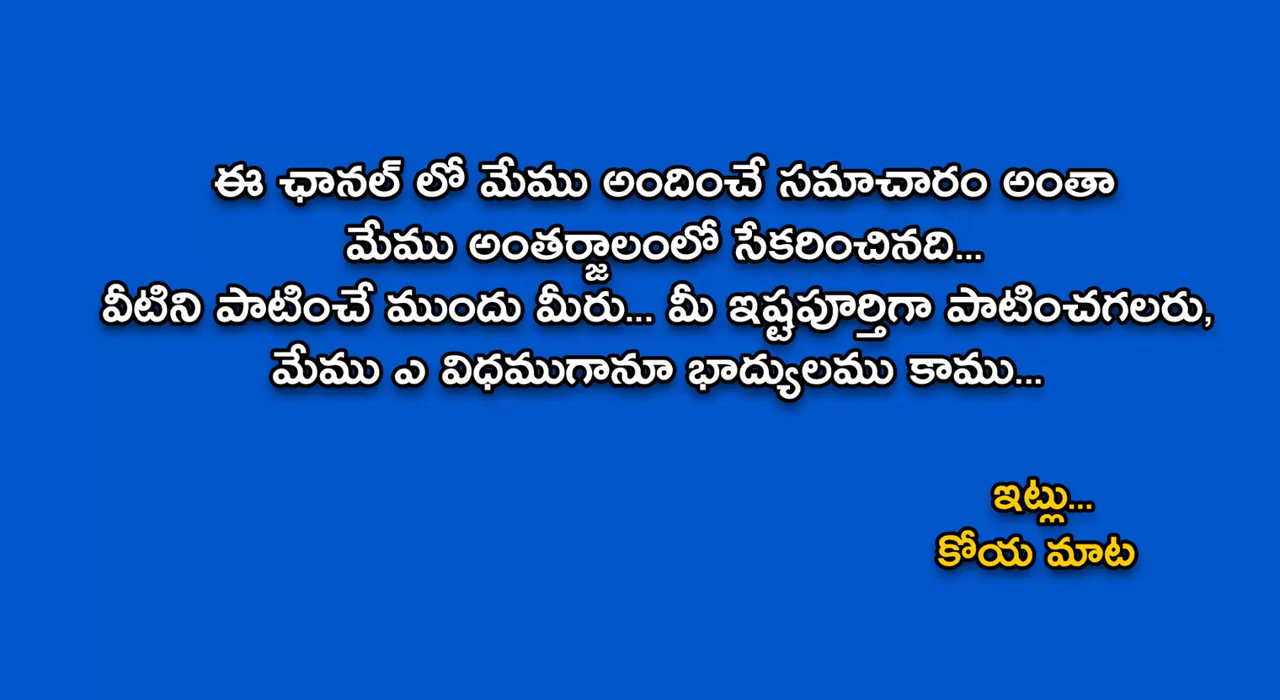 ఈ ఛానల్ లో మేము అందించే సమాచారం అంతా
మేము అంతర్జాలంలో సేకరించినది...
వీటిని పాటించే ముందు మీరు... మీ ఇష్టపూర్తిగా పాటించగలరు,
మేము ఎ విధముగానూ భాద్యులము కాము...
ఇట్లు...
కోయ మాట